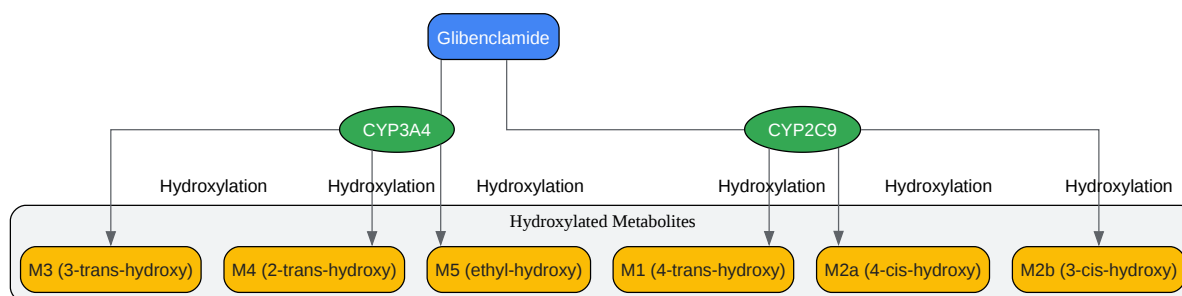 Glibenclamide
CYP3A4
CYP2C9
Hydroxylation
Hydroxylation
Hydroxylation
Hydroxylation
Hydroxylation
Hydroxylation
Hydroxylated Metabolites
M3 (3-trans-hydroxy)
M4 (2-trans-hydroxy)
M5 (ethyl-hydroxy)
M1 (4-trans-hydroxy)
M2a (4-cis-hydroxy)
M2b (3-cis-hydroxy)